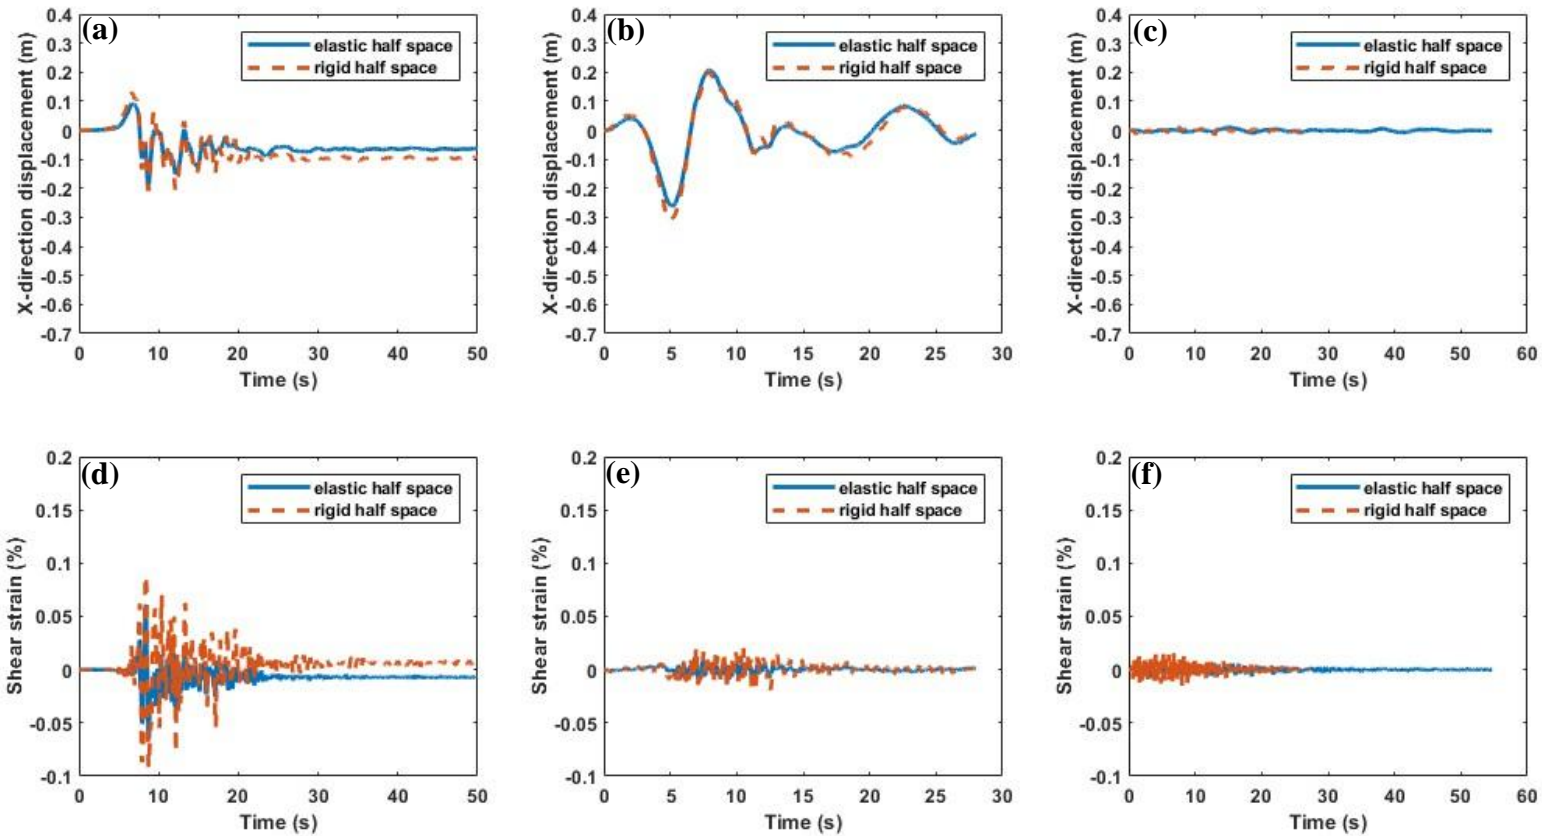 (a)
X-direction displacement (m)
0.4
0.3
0.2
0.1
0
-0.1
-0.2
-0.3
-0.4
-0.5
-0.6
-0.7
elastic half space
rigid half space
0 10 20 30 40 50
Time (s)
(b)
X-direction displacement (m)
0.4
0.3
0.2
0.1
0
-0.1
-0.2
-0.3
-0.4
-0.5
-0.6
-0.7
elastic half space
rigid half space
0 5 10 15 20 25 30
Time (s)
(c)
X-direction displacement (m)
0.4
0.3
0.2
0.1
0
-0.1
-0.2
-0.3
-0.4
-0.5
-0.6
-0.7
elastic half space
rigid half space
0 10 20 30 40 50 60
Time (s)
(d)
Shear strain (%)
0.2
0.15
0.1
0.05
0
-0.05
-0.1
elastic half space
rigid half space
0 10 20 30 40 50
Time (s)
(e)
Shear strain (%)
0.2
0.15
0.1
0.05
0
-0.05
-0.1
elastic half space
rigid half space
0 5 10 15 20 25 30
Time (s)
(f)
Shear strain (%)
0.2
0.15
0.1
0.05
0
-0.05
-0.1
elastic half space
rigid half space
0 10 20 30 40 50 60
Time (s)